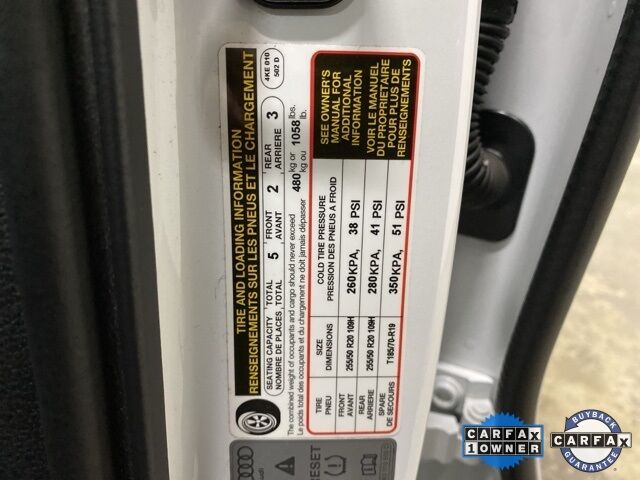 TIRE AND LOADING INFORMATION
RENSEIGNEMENTS SUR LES PNEUS ET LE CHARGEMENT
4KE 010
502 D
SEATING CAPACITY TOTAL 5 FRONT 2 REAR 3
NOMBRE DE PLACES, TOTAL AVANT ARRIERE
The combined weight of occupants and cargo should never exceed 480 kg or 1058 lbs.
Le poids total des occupants et du chargement ne doit jamais dépasser kg ou lb.
TIRE SIZE COLD TIRE PRESSURE
PNEU DIMENSIONS PRESSION DES PNEUS A FROID
FRONT
AVANT 255/50 R20 109H 260KPA, 38 PSI
REAR
ARRIERE 255/50 R20 109H 280KPA, 41 PSI
SPARE
DE SECOURS T185/70-R19 350KPA, 51 PSI
SEE OWNER'S
MANUAL FOR
ADDITIONAL
INFORMATION
VOIR LE MANUEL
DU PROPRIETAIRE
POUR PLUS DE
RENSEIGNEMENTS
RESET
CARFAX
1 OWNER
BUYBACK
CARFAX
GUARANTEE